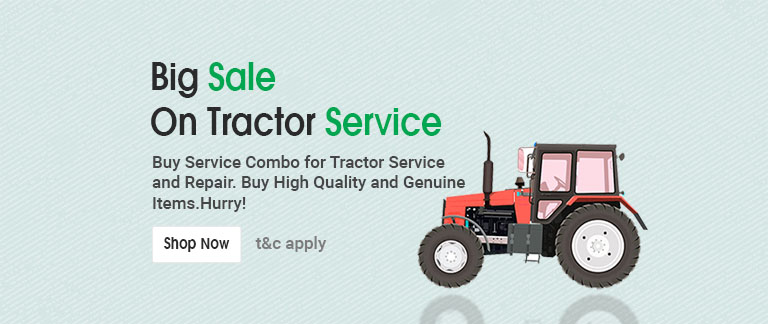 Big Sale
On Tractor Service
Buy Service Combo for Tractor Service
and Repair. Buy High Quality and Genuine
Items.Hurry!
Shop Now
t&c apply